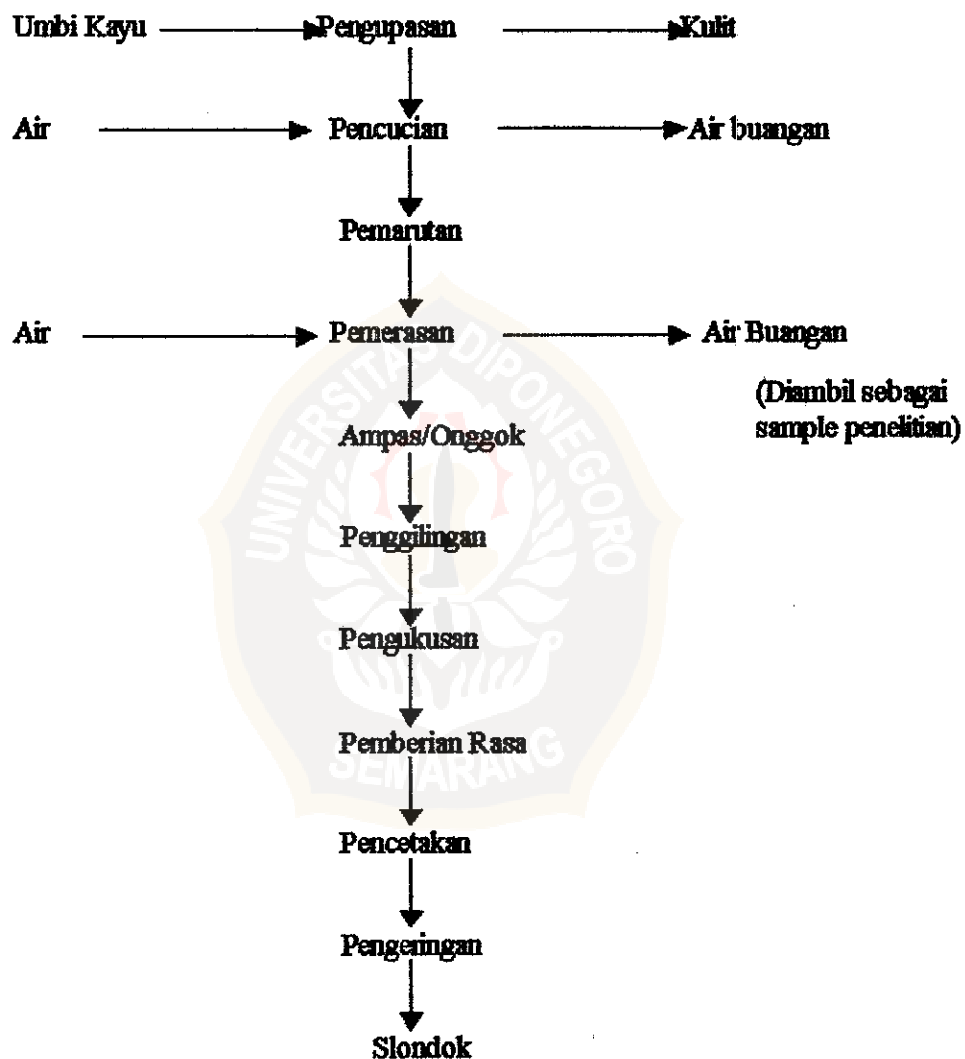 Umbi Kayu Pengupasan Kulit
Air Pencucian Air buangan
Pemarutan
Air Pemerasan Air Buangan
(Diambil sebagai
sample penelitian)
Ampas/Onggok
Penggilingan
Pengukusan
Pemberian Rasa
Pencetakan
Pengeringan
Slondok
UNIVERSITAS DIPONEGORO
SEMARANG